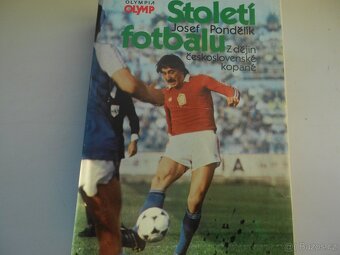 OLYMPIA
OLYMP
Století
fotbalu
Josef Pondělík
Z dějin
československé
kopané